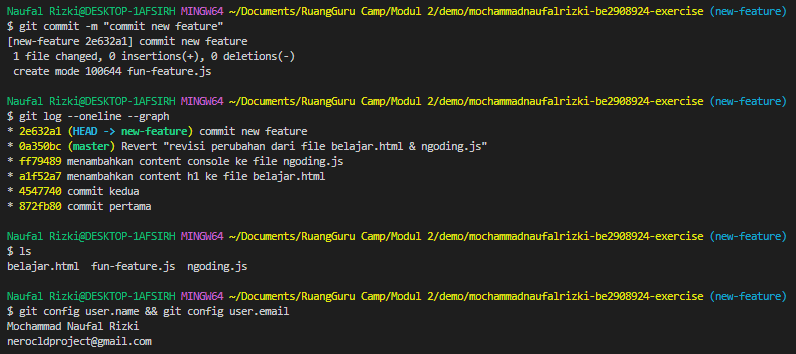 Naufal Rizki@DESKTOP-1AFSIRH MINGW64 ~/Documents/RuangGuru Camp/Modul 2/demo/mochammadnaufalrizki-be2908924-exercise (new-feature)
$ git commit -m "commit new feature"
[new-feature 2e632a1] commit new feature
 1 file changed, 0 insertions(+), 0 deletions(-)
 create mode 100644 fun-feature.js
Naufal Rizki@DESKTOP-1AFSIRH MINGW64 ~/Documents/RuangGuru Camp/Modul 2/demo/mochammadnaufalrizki-be2908924-exercise (new-feature)
$ git log --oneline --graph
* 2e632a1 (HEAD -> new-feature) commit new feature
* 0a350bc (master) Revert "revisi perubahan dari file belajar.html & ngoding.js"
* ff79489 menambahkan content console ke file ngoding.js
* a1f52a7 menambahkan content h1 ke file belajar.html
* 4547740 commit kedua
* 872fb80 commit pertama
Naufal Rizki@DESKTOP-1AFSIRH MINGW64 ~/Documents/RuangGuru Camp/Modul 2/demo/mochammadnaufalrizki-be2908924-exercise (new-feature)
$ ls
belajar.html  fun-feature.js  ngoding.js
Naufal Rizki@DESKTOP-1AFSIRH MINGW64 ~/Documents/RuangGuru Camp/Modul 2/demo/mochammadnaufalrizki-be2908924-exercise (new-feature)
$ git config user.name && git config user.email
Mochammad Naufal Rizki
nerocldproject@gmail.com